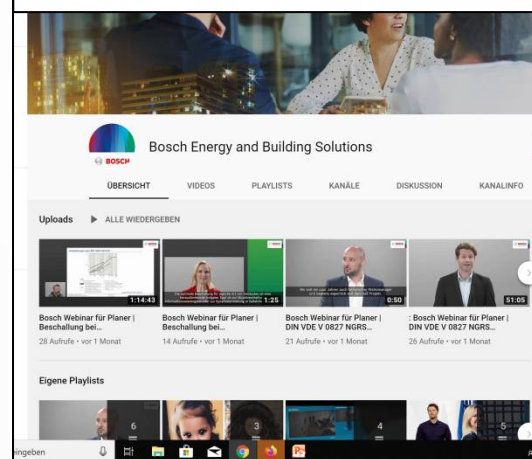 BOSCH
Bosch Energy and Building Solutions
ÜBERSICHT VIDEOS PLAYLISTS KANÄLE DISKUSSION KANALINFO
Uploads ALLE WIEDERGEBEN
1:14:43 1:25 0:50 51:05
Bosch Webinar für Planer | Beschallung bei...
28 Aufrufe • vor 1 Monat
Bosch Webinar für Planer | Beschallung bei...
14 Aufrufe • vor 1 Monat
Bosch Webinar für Planer | DIN VDE V 0827 NGRS...
21 Aufrufe • vor 1 Monat
: Bosch Webinar für Planer | DIN VDE V 0827 NGRS...
26 Aufrufe • vor 1 Monat
Eigene Playlists
6 3 4 5